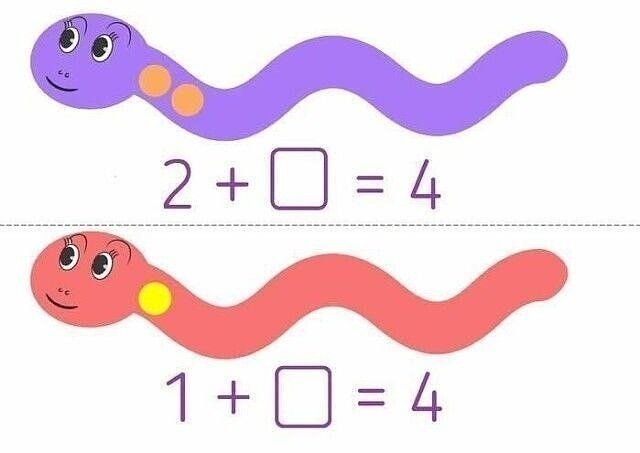 2 + □ = 4
1 + □ = 4